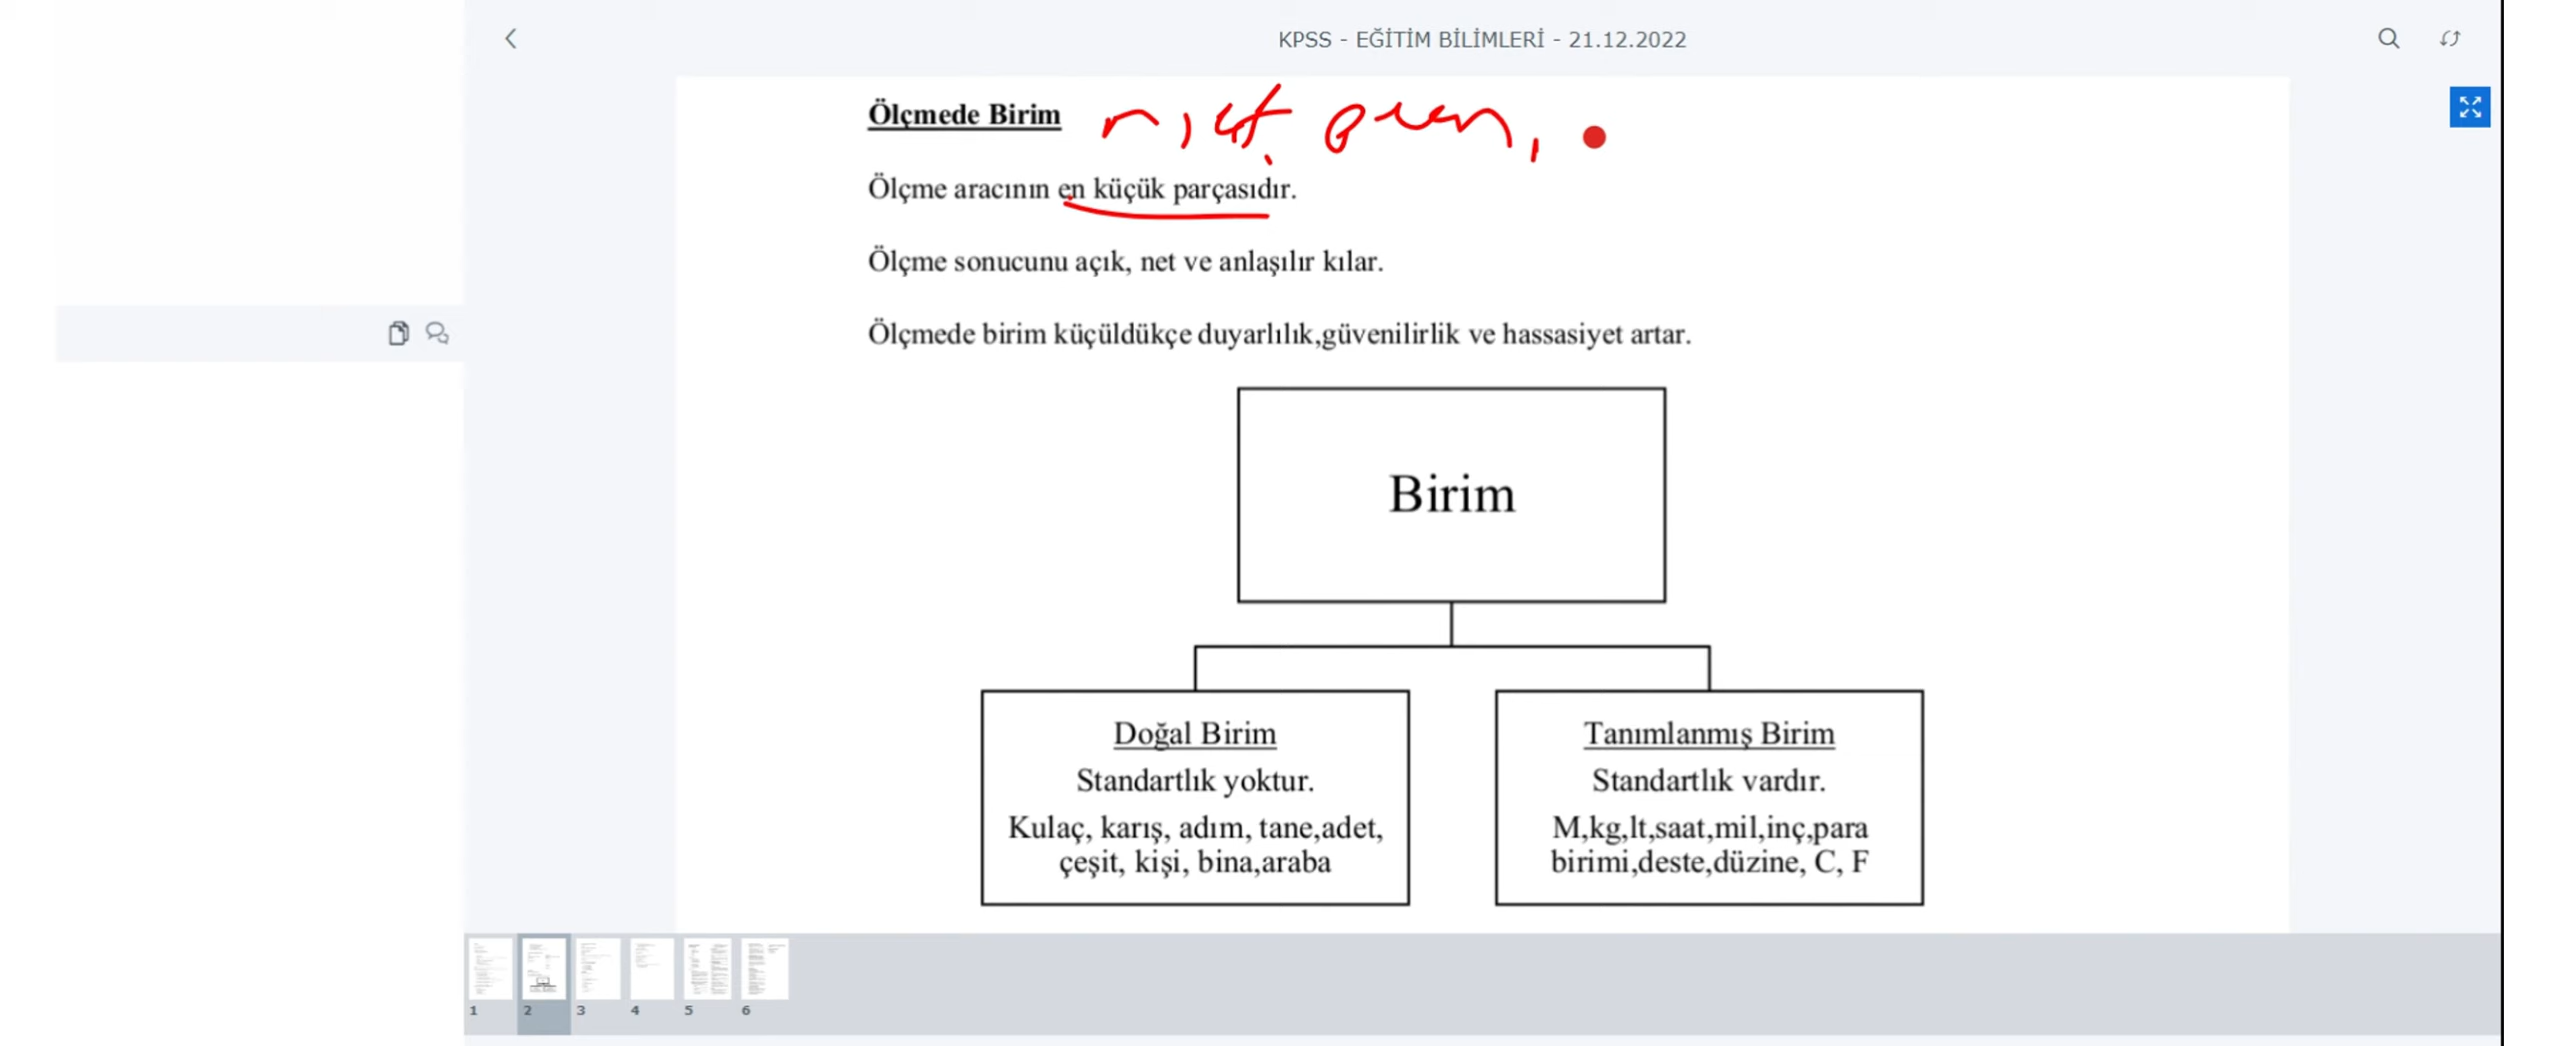 KPSS - EĞİTİM BİLİMLERİ - 21.12.2022
Ölçmede Birim
Ölçme aracının en küçük parçasıdır.
Ölçme sonucunu açık, net ve anlaşılır kılar.
Ölçmede birim küçüldükçe duyarlılık,güvenilirlik ve hassasiyet artar.
Birim
Doğal Birim
Standartlık yoktur.
Kulaç, karış, adım, tane,adet,
çeşit, kişi, bina,araba
Tanımlanmış Birim
Standartlık vardır.
M,kg,lt,saat,mil,inç,para
birimi,deste,düzine, C, F
1 2 3 4 5 6